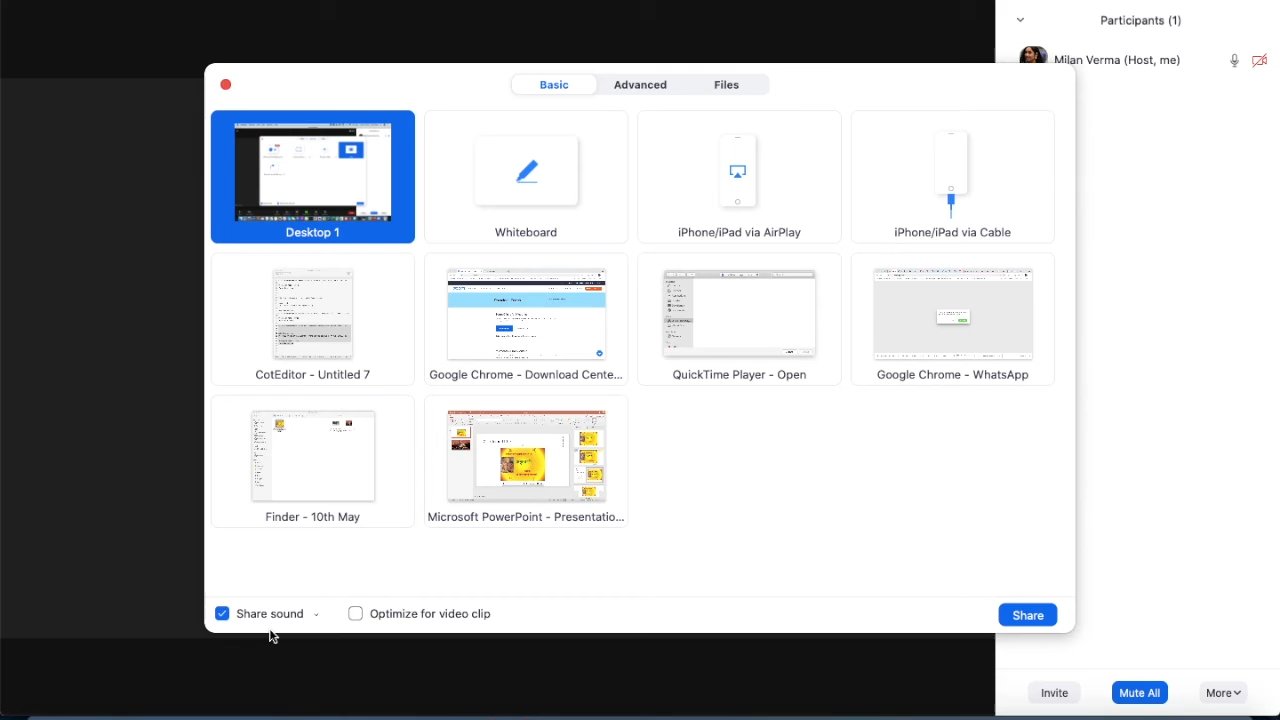 Participants (1)
Milan Verma (Host, me)
Basic
Advanced
Files
Desktop 1
Whiteboard
iPhone/iPad via AirPlay
iPhone/iPad via Cable
CotEditor - Untitled 7
Google Chrome - Download Cente...
QuickTime Player - Open
Google Chrome - WhatsApp
Finder - 10th May
Microsoft PowerPoint - Presentatio...
Share sound
Optimize for video clip
Share
Invite
Mute All
More